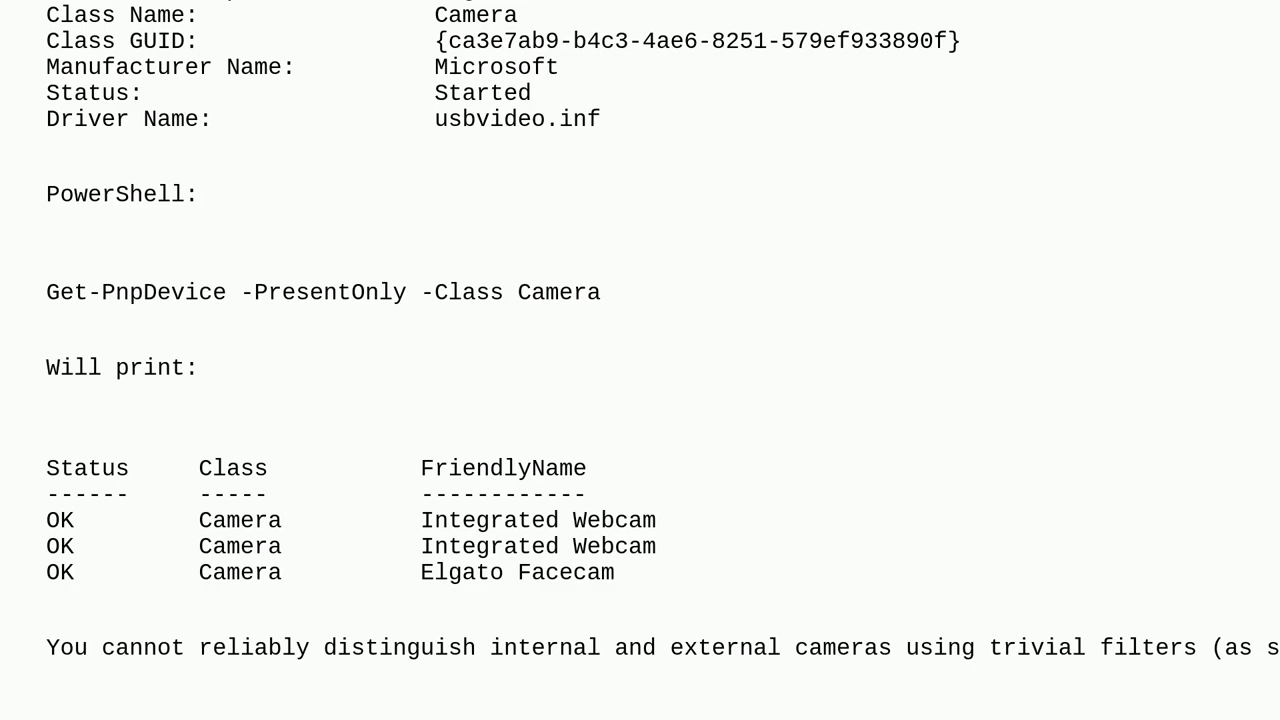 Class Name:                 Camera
Class GUID:                 {ca3e7ab9-b4c3-4ae6-8251-579ef933890f}
Manufacturer Name:          Microsoft
Status:                     Started
Driver Name:                usbvideo.inf
PowerShell:
Get-PnpDevice -PresentOnly -Class Camera
Will print:
Status     Class           FriendlyName
------     -----           ------------
OK         Camera          Integrated Webcam
OK         Camera          Integrated Webcam
OK         Camera          Elgato Facecam
You cannot reliably distinguish internal and external cameras using trivial filters (as s